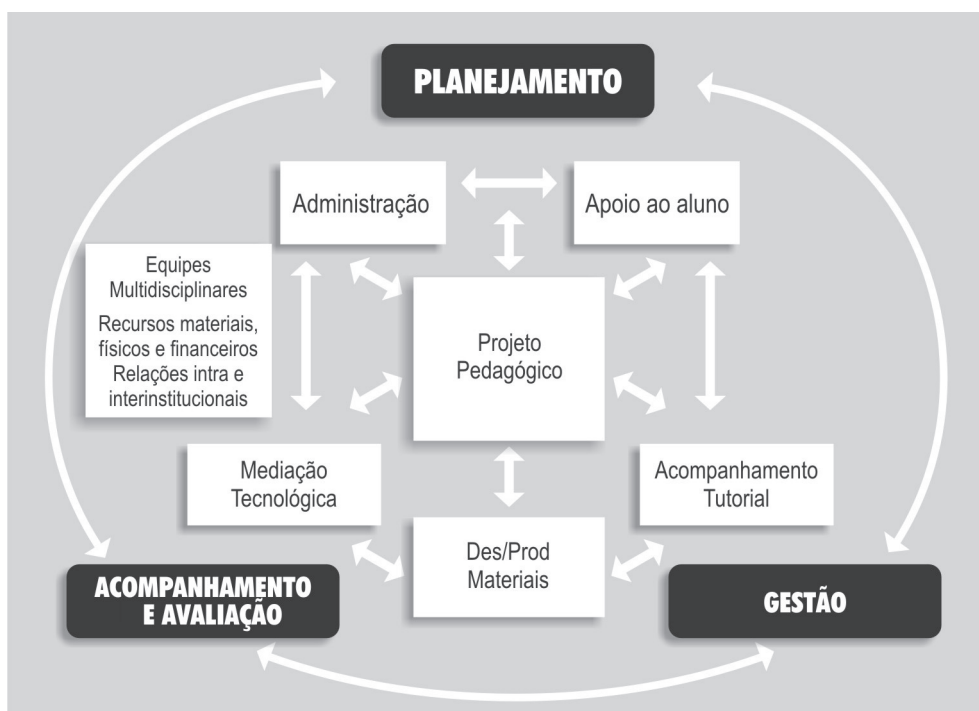 PLANEJAMENTO
Administração
Apoio ao aluno
Equipes
Multidisciplinares
Recursos materiais,
físicos e financeiros
Relações intra e
interinstitucionais
Projeto
Pedagógico
Mediação
Tecnológica
Acompanhamento
Tutorial
Des/Prod
Materiais
ACOMPANHAMENTO
E AVALIAÇÃO
GESTÃO